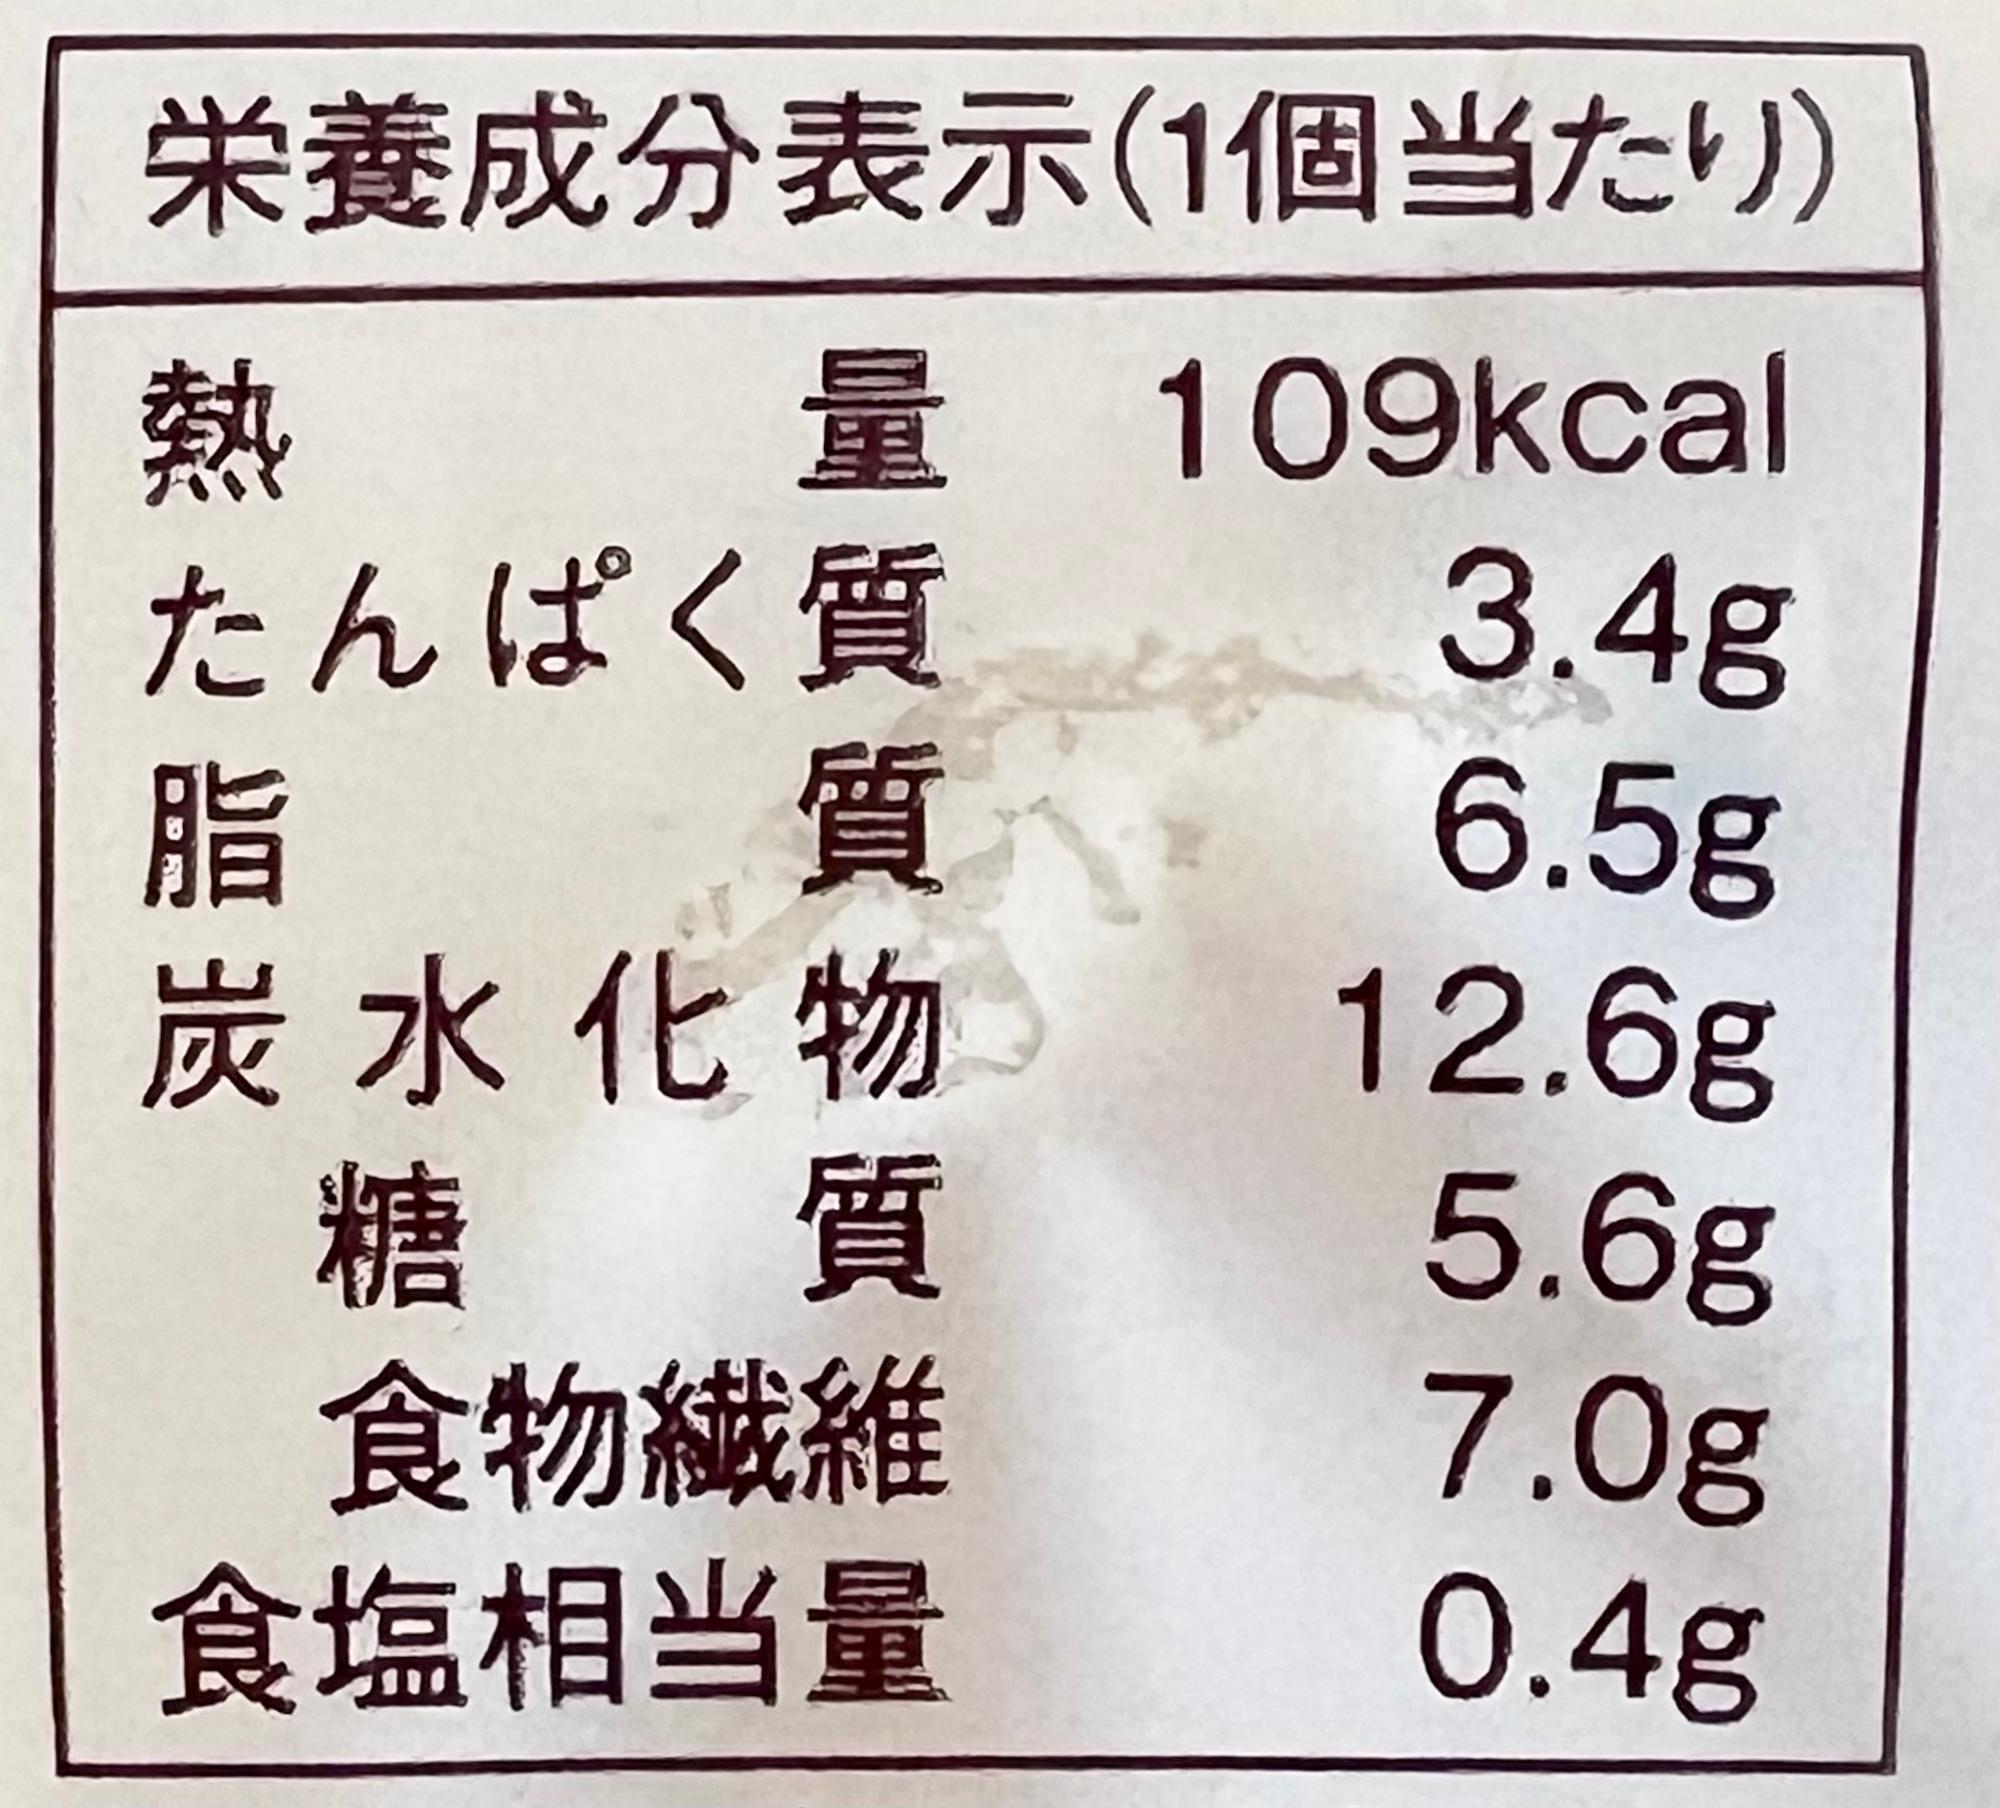 栄養成分表示(1個当たり)
熱量 109kcal
たんぱく質 3.4g
脂質 6.5g
炭水化物 12.6g
糖質 5.6g
食物繊維 7.0g
食塩相当量 0.4g